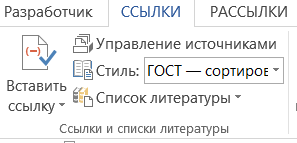 Разработчик ССЫЛКИ РАССЫЛКИ
Управление источниками
Стиль: ГОСТ — сортиров
Вставить ссылку
Список литературы
Ссылки и списки литературы